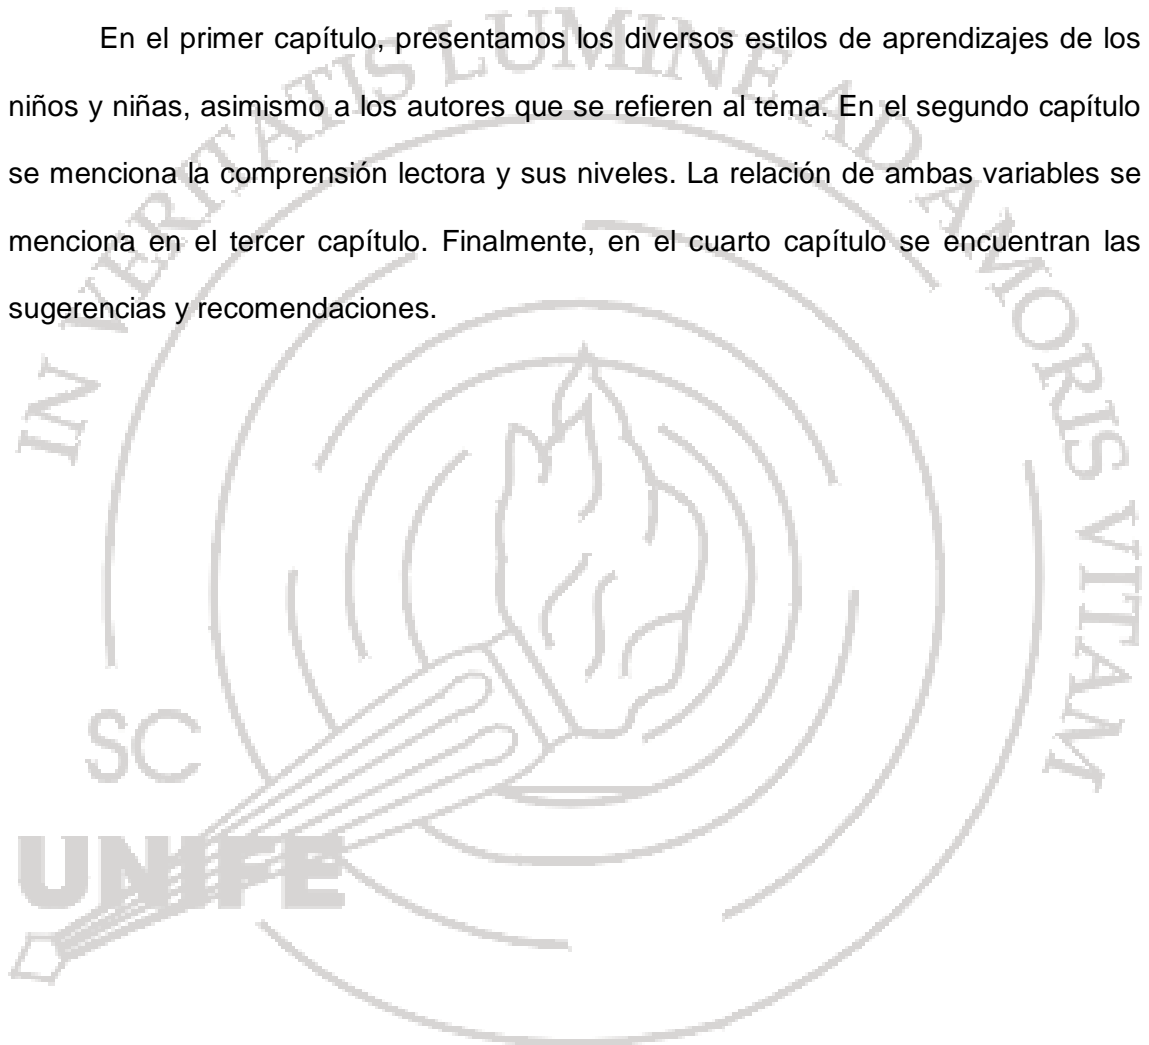 En el primer capítulo, presentamos los diversos estilos de aprendizajes de los
niños y niñas, asimismo a los autores que se refieren al tema. En el segundo capítulo
se menciona la comprensión lectora y sus niveles. La relación de ambas variables se
menciona en el tercer capítulo. Finalmente, en el cuarto capítulo se encuentran las
sugerencias y recomendaciones.
IN VERITATIS LUMINE AD AMORIS VITAM
SC
UNIFE